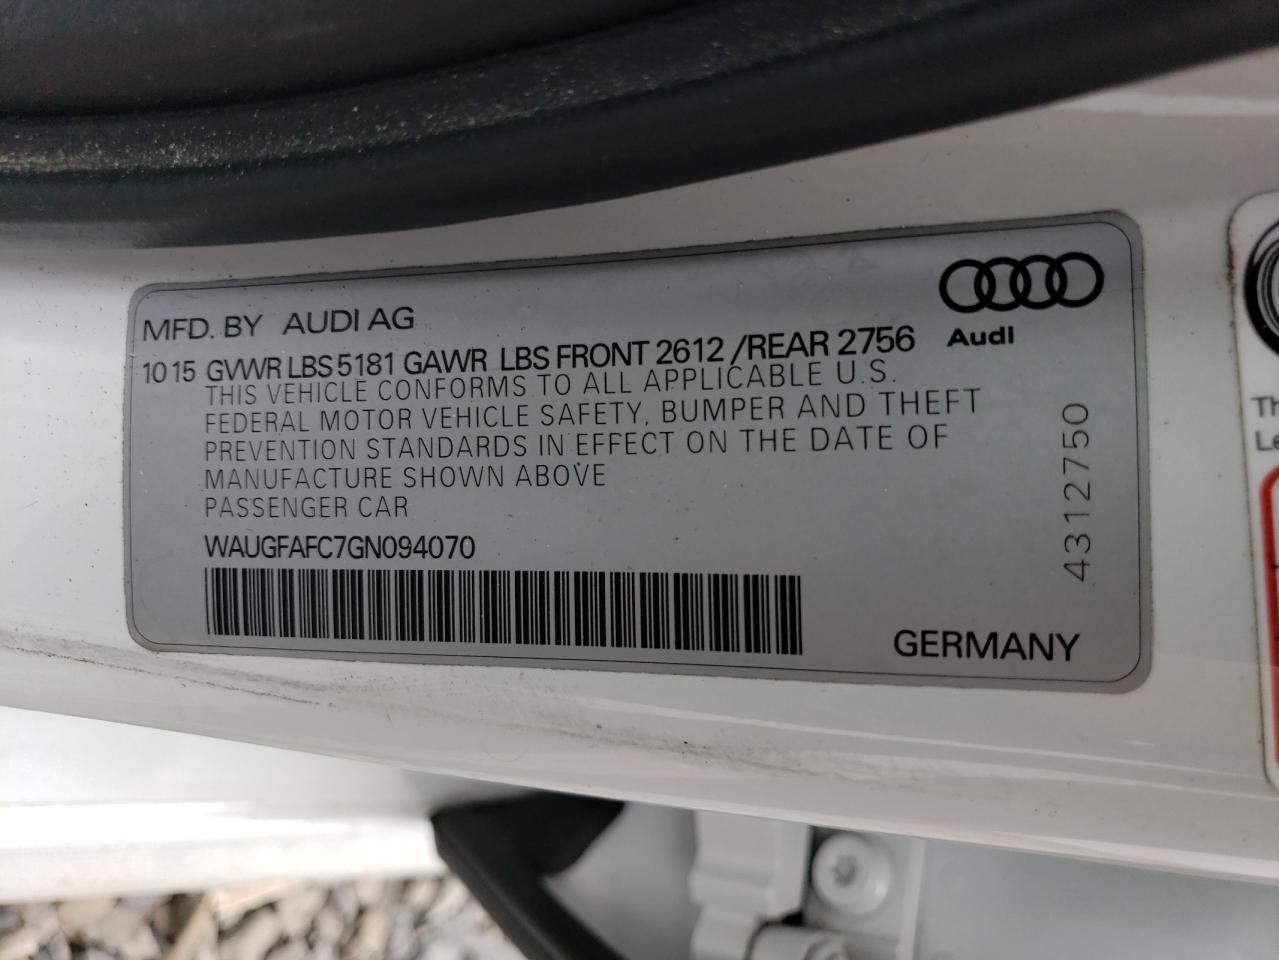 MFD. BY AUDI AG
Audi
10 15 GVWR LBS 5181 GAWR LBS FRONT 2612 /REAR 2756
THIS VEHICLE CONFORMS TO ALL APPLICABLE U.S.
FEDERAL MOTOR VEHICLE SAFETY, BUMPER AND THEFT
PREVENTION STANDARDS IN EFFECT ON THE DATE OF
MANUFACTURE SHOWN ABOVE
PASSENGER CAR
WAUGFAFC7GN094070
4312750
GERMANY